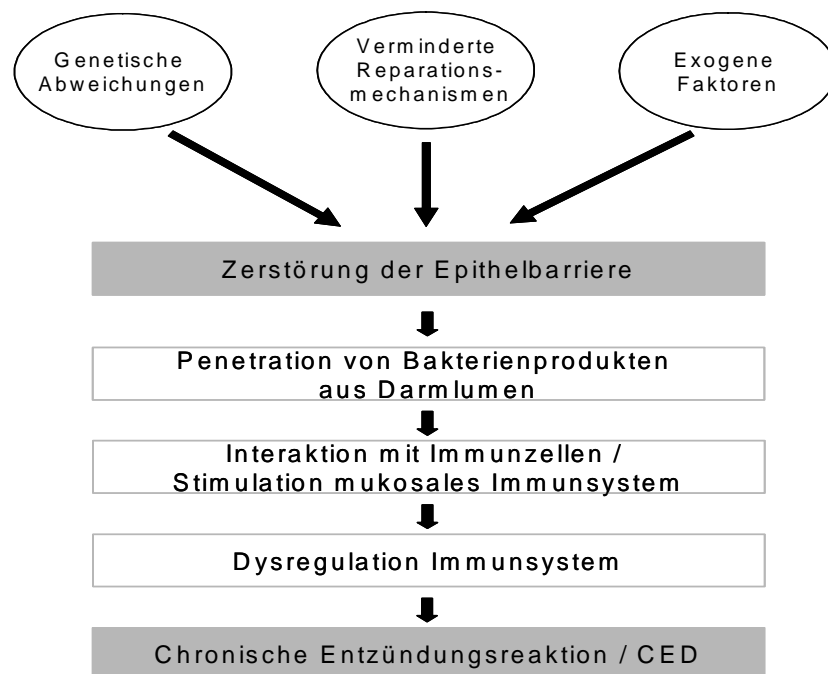 Genetische
Abweichungen
Verminderte
Reparations-
mechanismen
Exogene
Faktoren
Zerstörung der Epithelbarriere
Penetration von Bakterienprodukten
aus Darmlumen
Interaktion mit Immunzellen /
Stimulation mukosales Immunsystem
Dysregulation Immunsystem
Chronische Entzündungsreaktion / CED